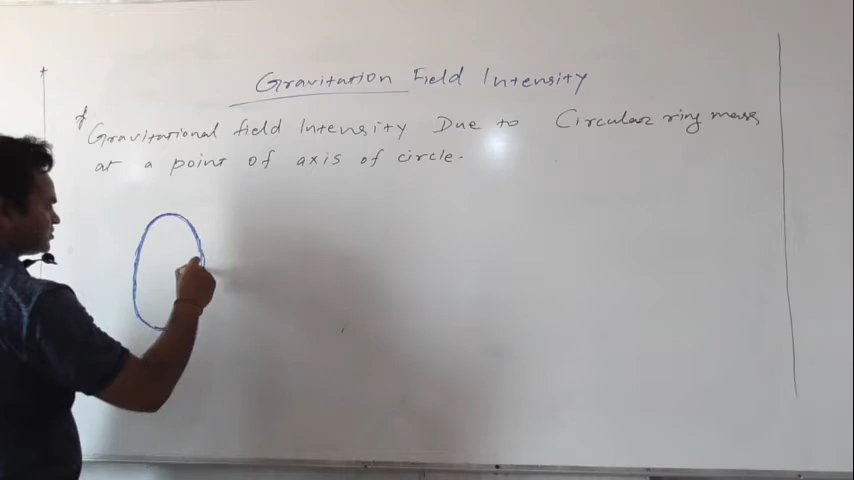 Gravitation Field Intensity
* Gravitational field Intensity Due to Circular ring mass
at a point of axis of circle.